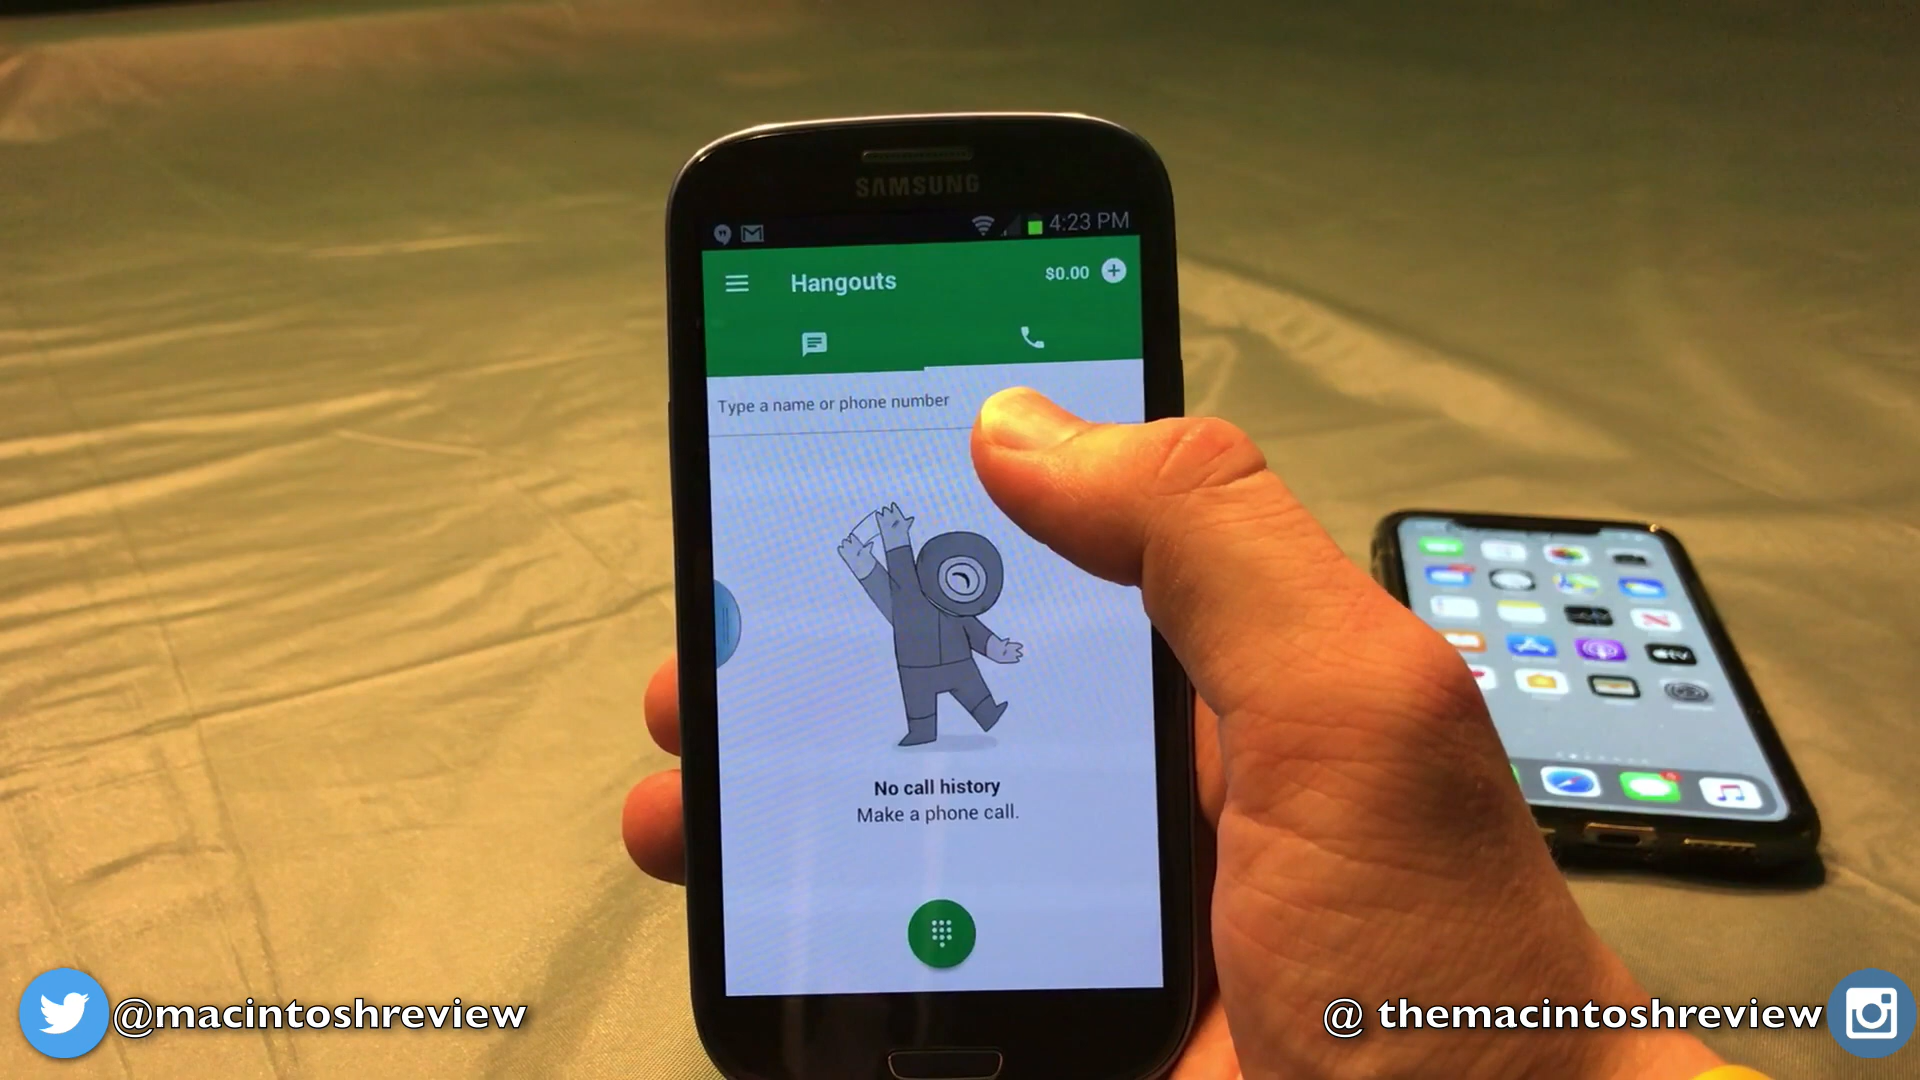 SAMSUNG
4:23 PM
Hangouts
$0.00
Type a name or phone number
No call history
Make a phone call.
@macintoshreview
@ themacintoshreview